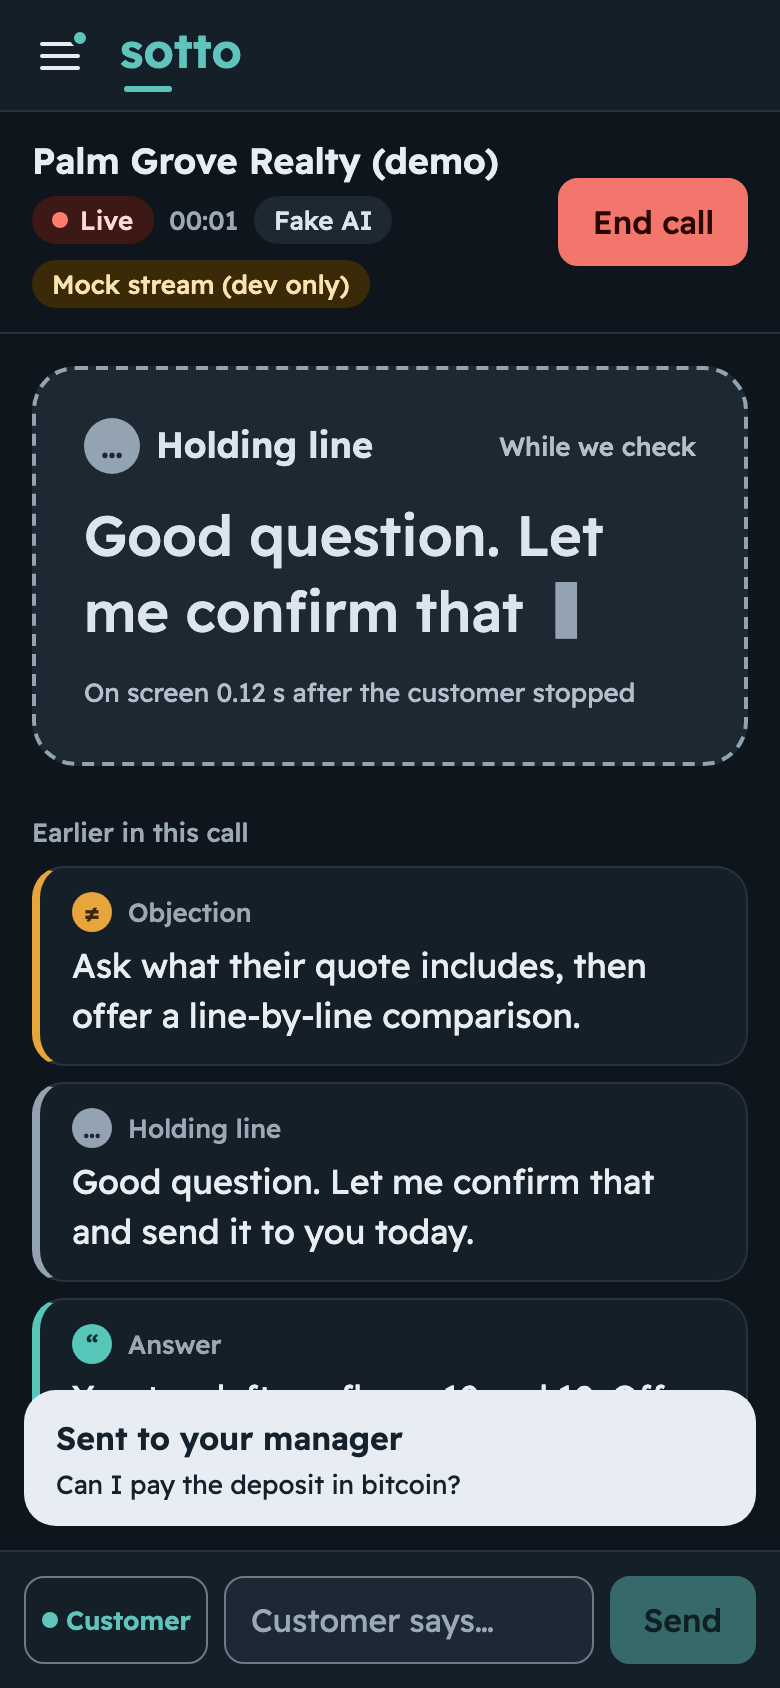 sotto
Palm Grove Realty (demo)
Live 00:01 Fake AI
End call
Mock stream (dev only)
... Holding line While we check
Good question. Let
me confirm that
On screen 0.12 s after the customer stopped
Earlier in this call
≠ Objection
Ask what their quote includes, then
offer a line-by-line comparison.
... Holding line
Good question. Let me confirm that
and send it to you today.
“ Answer
Sent to your manager
Can I pay the deposit in bitcoin?
Customer Customer says... Send